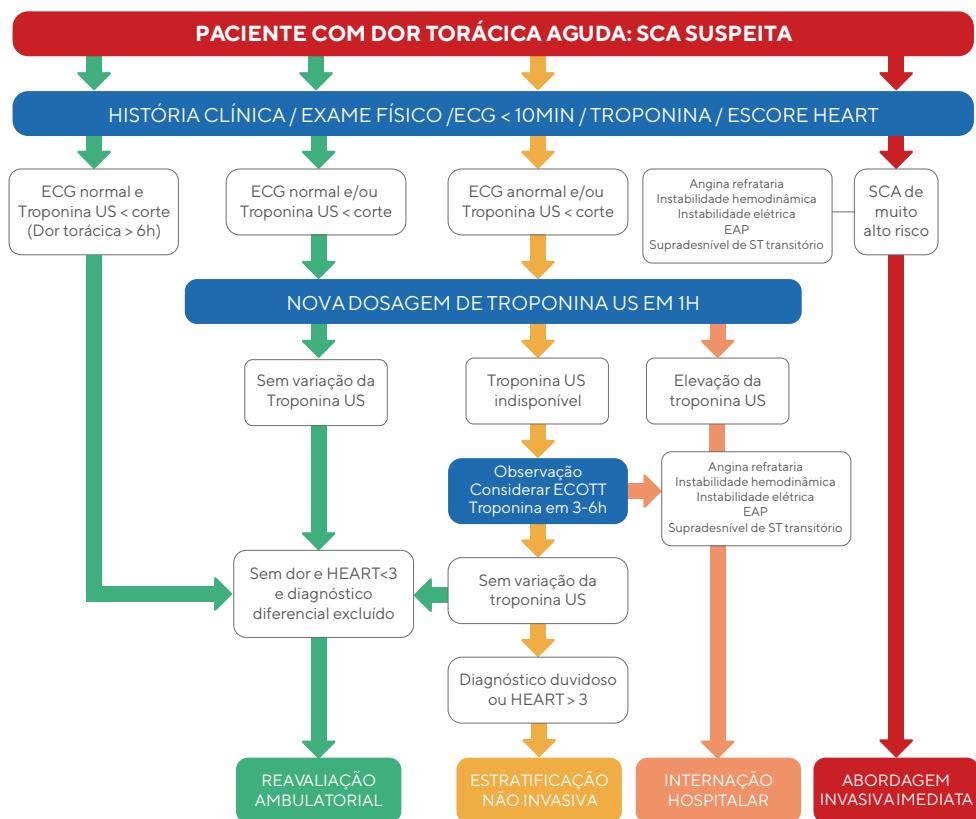 PACIENTE COM DOR TORÁCICA AGUDA: SCA SUSPEITA
HISTÓRIA CLÍNICA / EXAME FÍSICO /ECG < 10MIN / TROPONINA / ESCORE HEART
ECG normal e
Troponina US < corte
(Dor torácica > 6h)
ECG normal e/ou
Troponina US < corte
ECG anormal e/ou
Troponina US < corte
Angina refrataria
Instabilidade hemodinâmica
Instabilidade elétrica
EAP
Supradesnível de ST transitório
SCA de
muito
alto risco
NOVA DOSAGEM DE TROPONINA US EM 1H
Sem variação da
Troponina US
Troponina US
indisponível
Elevação da
troponina US
Observação
Considerar ECOTT
Troponina em 3-6h
Angina refrataria
Instabilidade hemodinâmica
Instabilidade elétrica
EAP
Supradesnível de ST transitório
Sem dor e HEART<3
e diagnóstico
diferencial excluído
Sem variação da
troponina US
Diagnóstico duvidoso
ou HEART > 3
REAVALIAÇÃO
AMBULATORIAL
ESTRATIFICAÇÃO
NÃO INVASIVA
INTERNAÇÃO
HOSPITALAR
ABORDAGEM
INVASIVA IMEDIATA